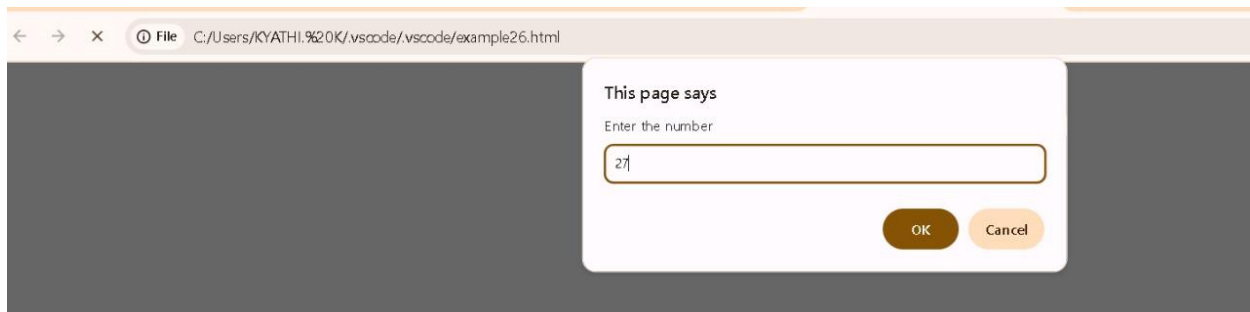 File C:/Users/KYATHI.%20K/.vscode/.vscode/example26.html
This page says
Enter the number
27
OK Cancel